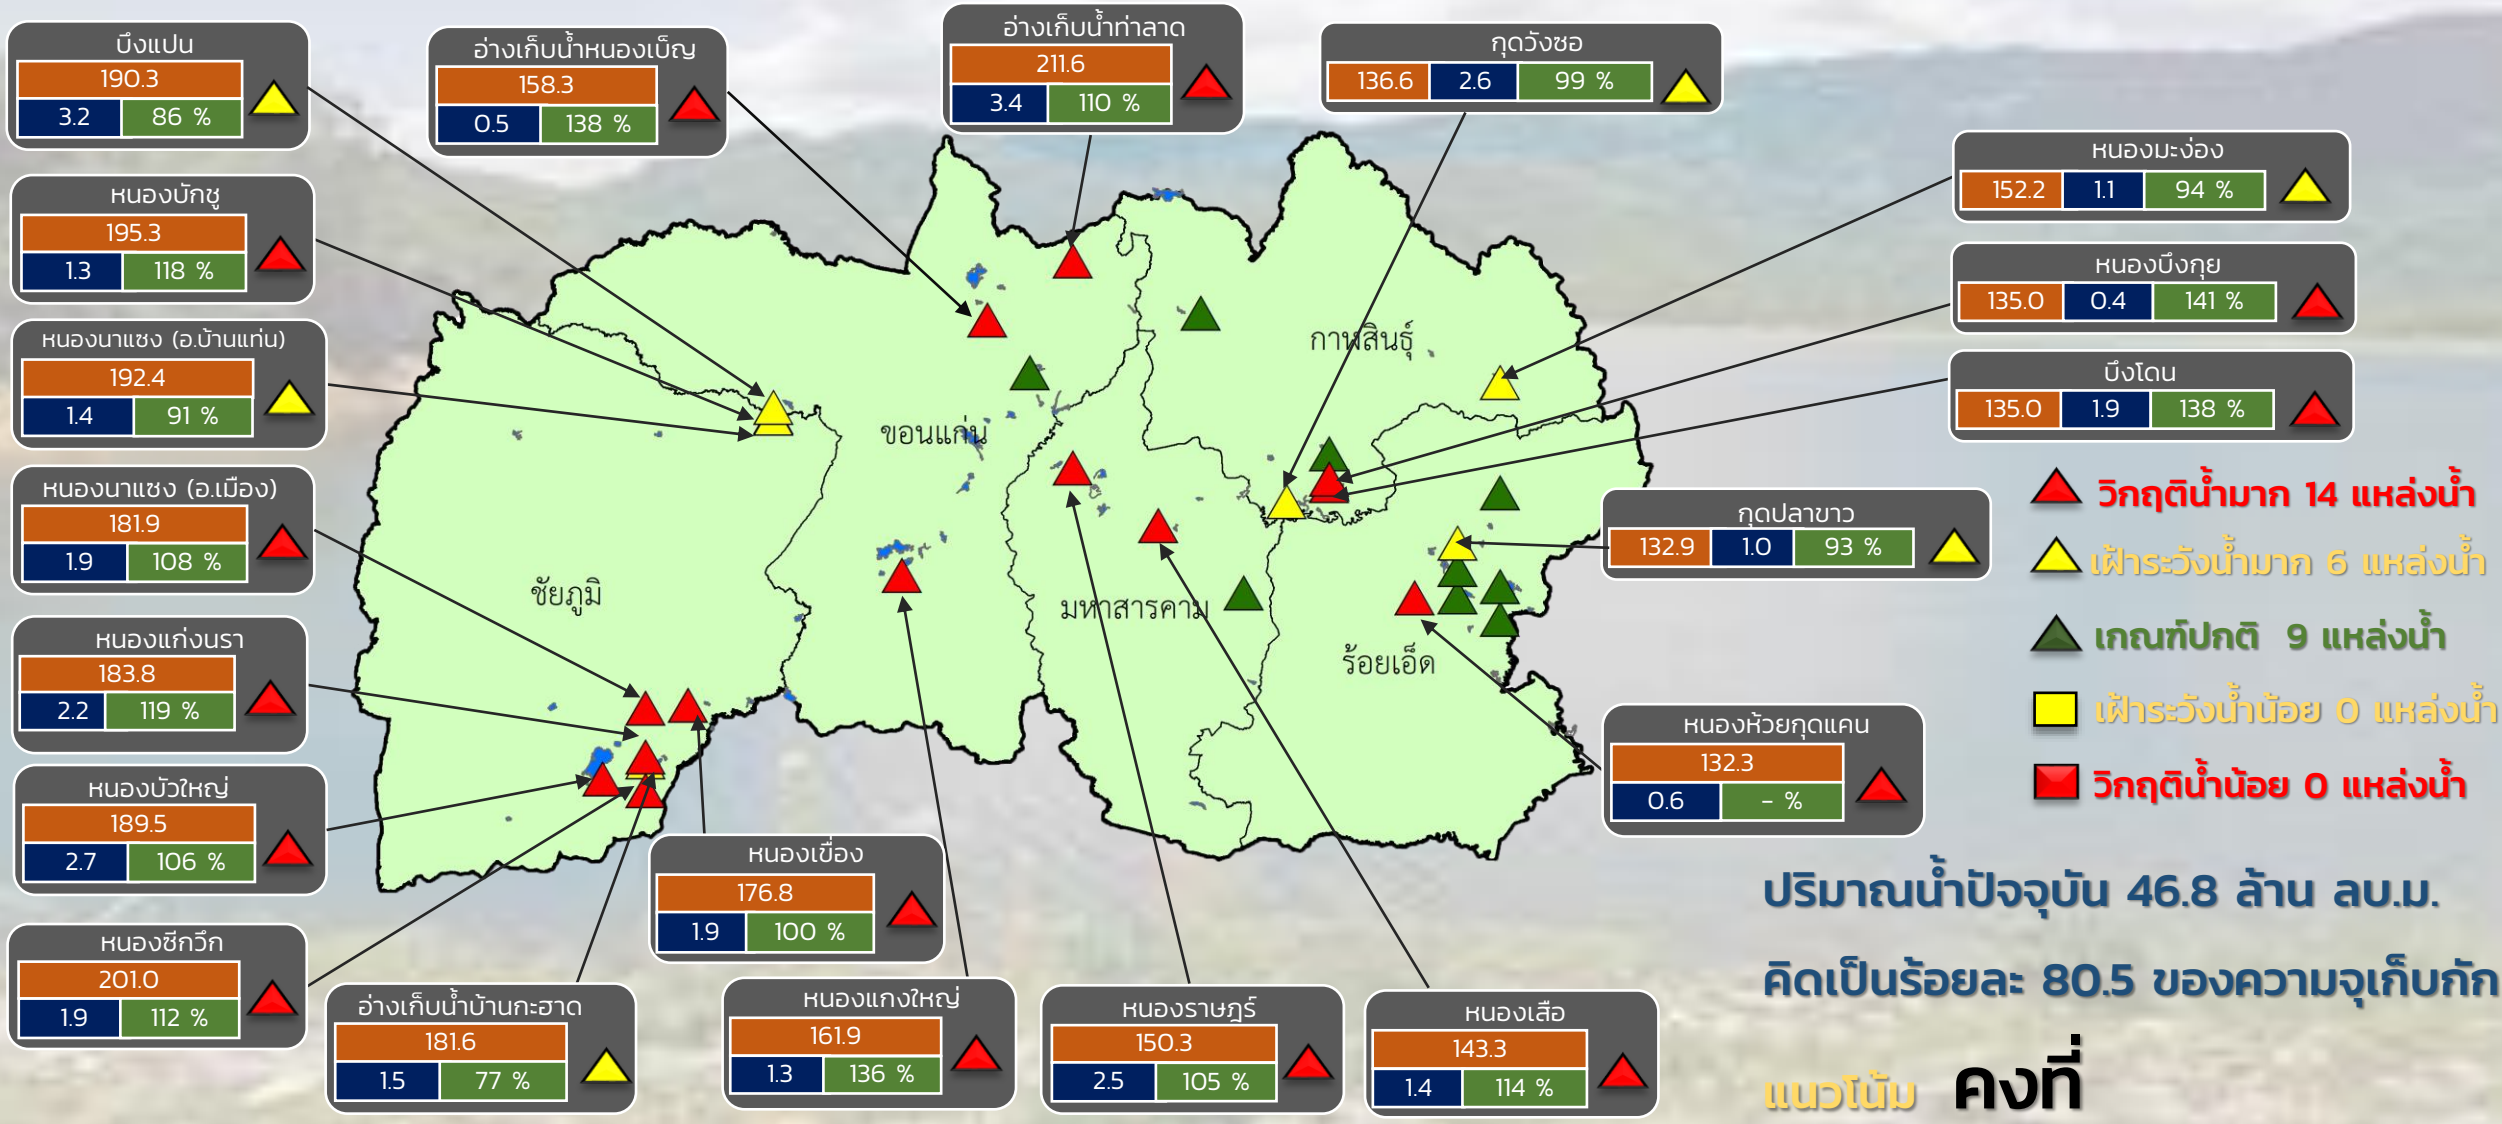 บึงแปน
190.3
3.2 86 %
อ่างเก็บน้ำหนองเบ็ญ
158.3
0.5 138 %
อ่างเก็บน้ำท่าลาด
211.6
3.4 110 %
กุดวังซอ
136.6 2.6 99 %
หนองมะง่อง
152.2 1.1 94 %
หนองบักชู
195.3
1.3 118 %
หนองบึงกุย
135.0 0.4 141 %
หนองนาแซง (อ.บ้านแท่น)
192.4
1.4 91 %
บึงโดน
135.0 1.9 138 %
กาฬสินธุ์
ขอนแก่น
ชัยภูมิ
มหาสารคาม
ร้อยเอ็ด
หนองนาแซง (อ.เมือง)
181.9
1.9 108 %
กุดปลาขาว
132.9 1.0 93 %
วิกฤติน้ำมาก 14 แหล่งน้ำ
เฝ้าระวังน้ำมาก 6 แหล่งน้ำ
เกณฑ์ปกติ 9 แหล่งน้ำ
เฝ้าระวังน้ำน้อย 0 แหล่งน้ำ
วิกฤติน้ำน้อย 0 แหล่งน้ำ
หนองแก่งนรา
183.8
2.2 119 %
หนองห้วยกุดแคน
132.3
0.6 - %
หนองบัวใหญ่
189.5
2.7 106 %
หนองเขื่อง
176.8
1.9 100 %
หนองซีกวึก
201.0
1.9 112 %
อ่างเก็บน้ำบ้านกะฮาด
181.6
1.5 77 %
หนองแกงใหญ่
161.9
1.3 136 %
หนองราษฎร์
150.3
2.5 105 %
หนองเสือ
143.3
1.4 114 %
ปริมาณน้ำปัจจุบัน 46.8 ล้าน ลบ.ม.
คิดเป็นร้อยละ 80.5 ของความจุเก็บกัก
แนวโน้ม คงที่